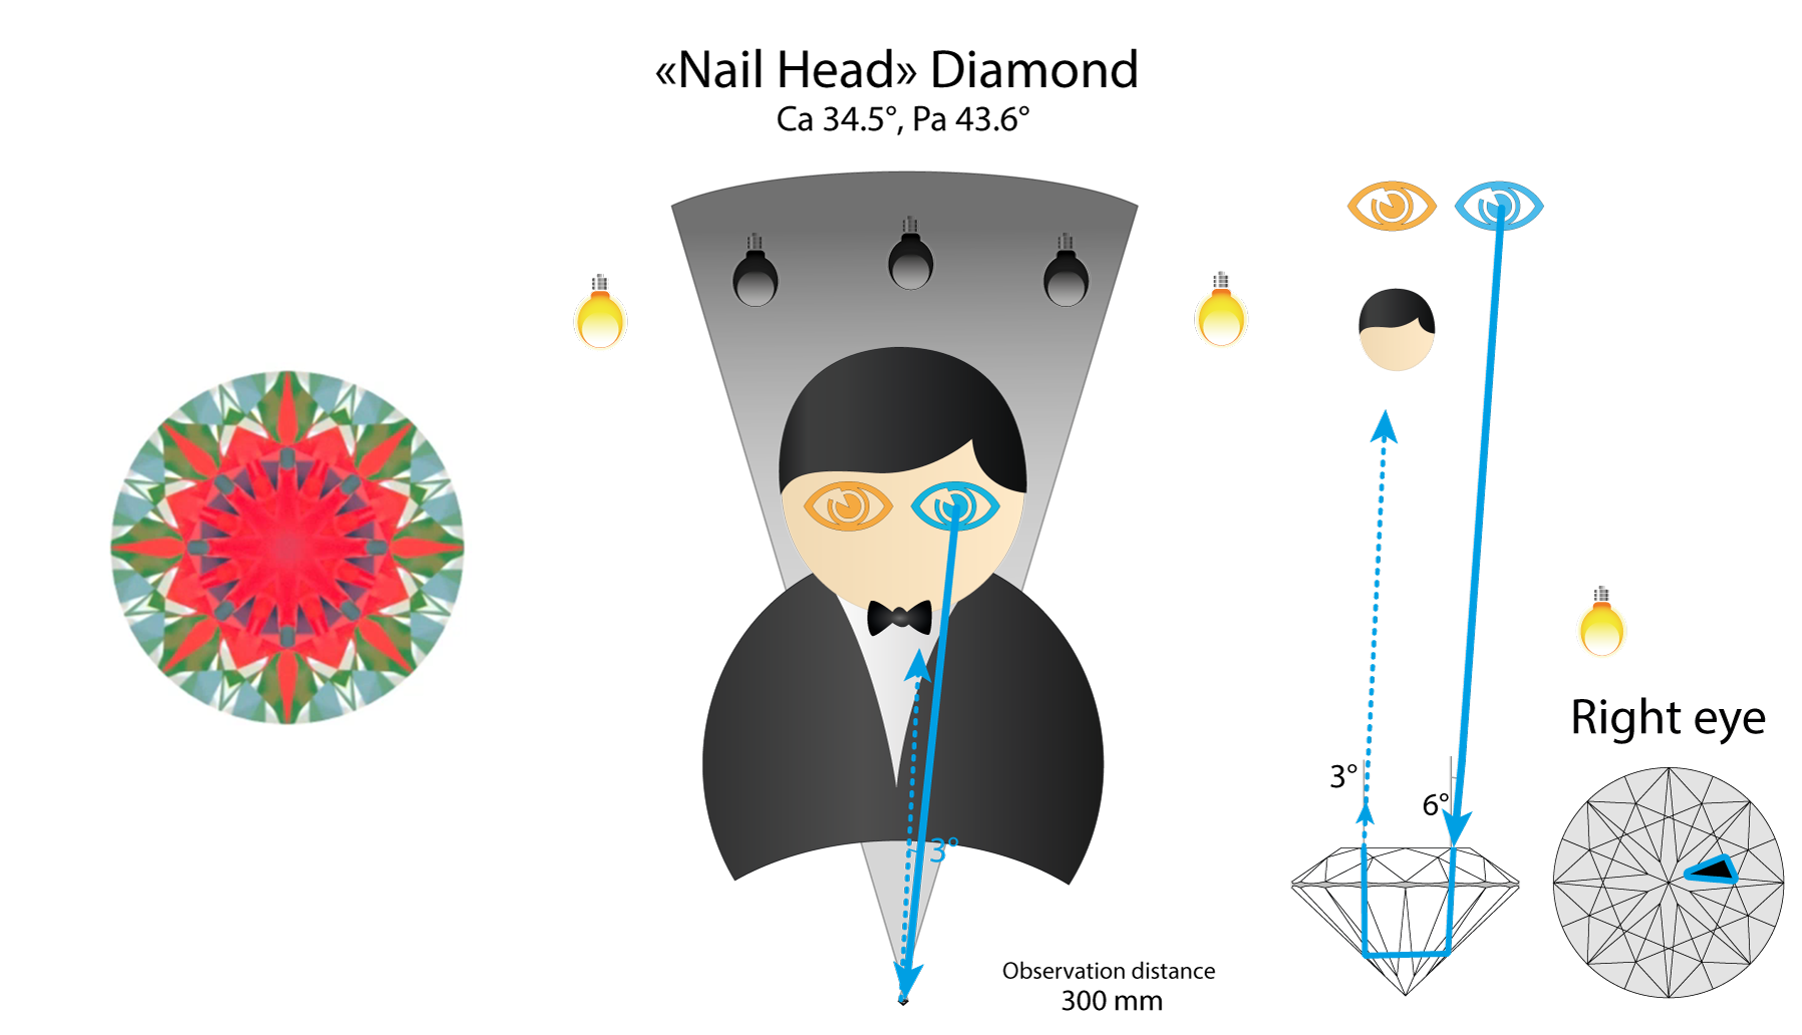 «Nail Head» Diamond
Ca 34.5°, Pa 43.6°
Right eye
3°
6°
3°
Observation distance
300 mm